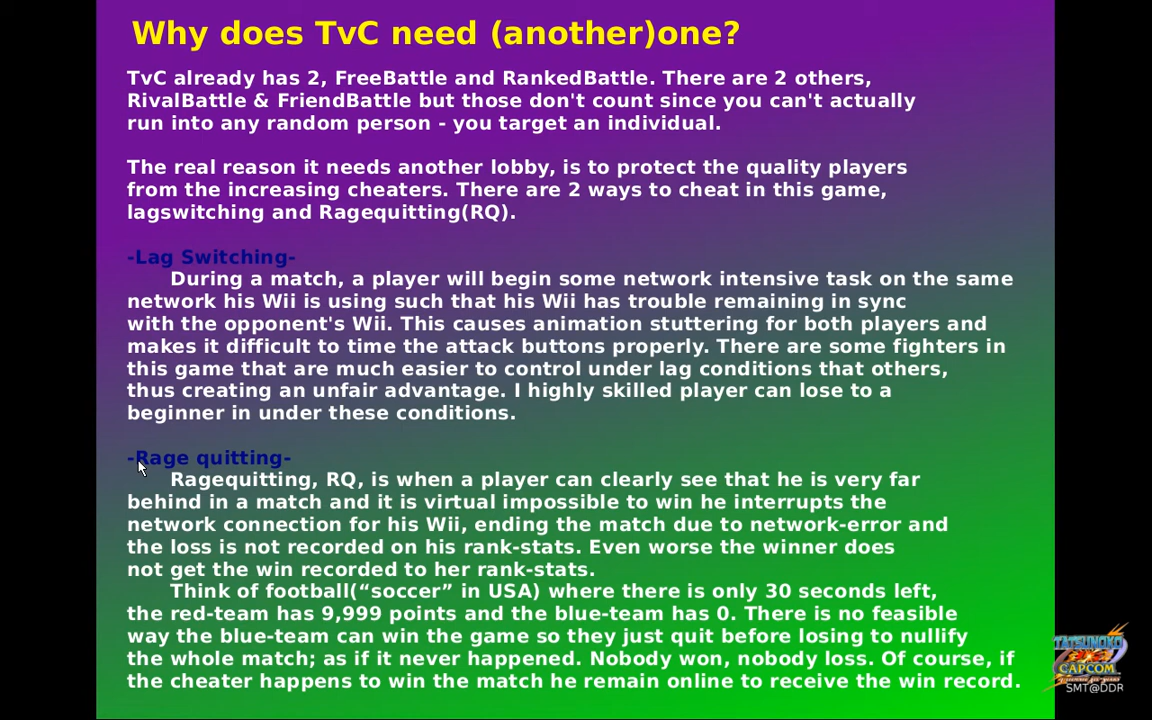 Why does TvC need (another)one?
TvC already has 2, FreeBattle and RankedBattle. There are 2 others,
RivalBattle & FriendBattle but those don't count since you can't actually
run into any random person - you target an individual.
The real reason it needs another lobby, is to protect the quality players
from the increasing cheaters. There are 2 ways to cheat in this game,
lagswitching and Ragequitting(RQ).
-Lag Switching-
During a match, a player will begin some network intensive task on the same
network his Wii is using such that his Wii has trouble remaining in sync
with the opponent's Wii. This causes animation stuttering for both players and
makes it difficult to time the attack buttons properly. There are some fighters in
this game that are much easier to control under lag conditions that others,
thus creating an unfair advantage. I highly skilled player can lose to a
beginner in under these conditions.
-Rage quitting-
Ragequitting, RQ, is when a player can clearly see that he is very far
behind in a match and it is virtual impossible to win he interrupts the
network connection for his Wii, ending the match due to network-error and
the loss is not recorded on his rank-stats. Even worse the winner does
not get the win recorded to her rank-stats.
Think of football(“soccer” in USA) where there is only 30 seconds left,
the red-team has 9,999 points and the blue-team has 0. There is no feasible
way the blue-team can win the game so they just quit before losing to nullify
the whole match; as if it never happened. Nobody won, nobody loss. Of course, if
the cheater happens to win the match he remain online to receive the win record.
TATSUNOKO
CAPCOM
SMT@DDR